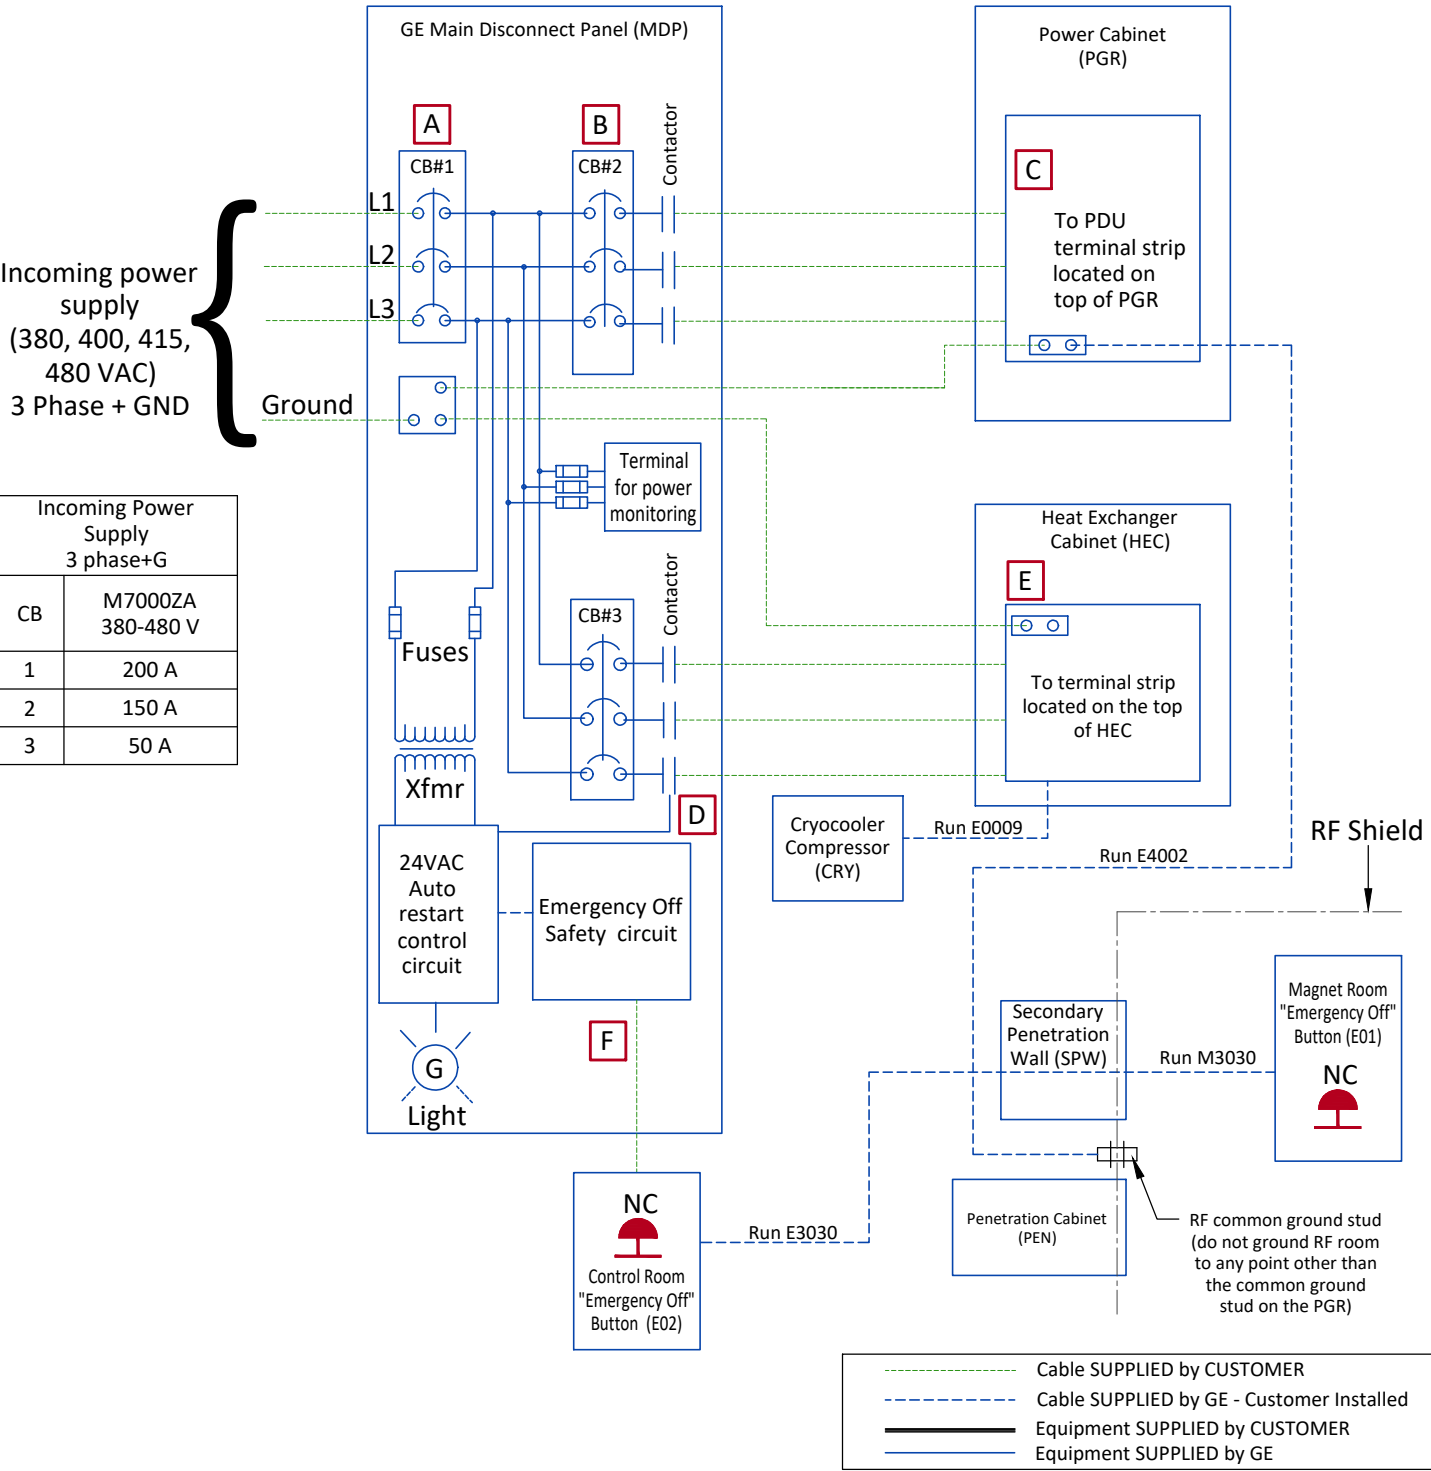 GE Main Disconnect Panel (MDP)
Power Cabinet
(PGR)
A
B
C
CB#1
CB#2
Contactor
L1
L2
L3
Incoming power
supply
(380, 400, 415,
480 VAC)
3 Phase + GND
Ground
To PDU
terminal strip
located on
top of PGR
Terminal
for power
monitoring
Incoming Power
Supply
3 phase+G
CB
M7000ZA
380-480 V
1
200 A
2
150 A
3
50 A
Heat Exchanger
Cabinet (HEC)
E
CB#3
Contactor
Fuses
To terminal strip
located on the top
of HEC
Xfmr
D
Cryocooler
Compressor
(CRY)
Run E0009
Run E4002
RF Shield
24VAC
Auto
restart
control
circuit
Emergency Off
Safety circuit
F
G
Light
Secondary
Penetration
Wall (SPW)
Run M3030
Magnet Room
"Emergency Off"
Button (E01)
NC
NC
Control Room
"Emergency Off"
Button (E02)
Run E3030
Penetration Cabinet
(PEN)
RF common ground stud
(do not ground RF room
to any point other than
the common ground
stud on the PGR)
Cable SUPPLIED by CUSTOMER
Cable SUPPLIED by GE - Customer Installed
Equipment SUPPLIED by CUSTOMER
Equipment SUPPLIED by GE